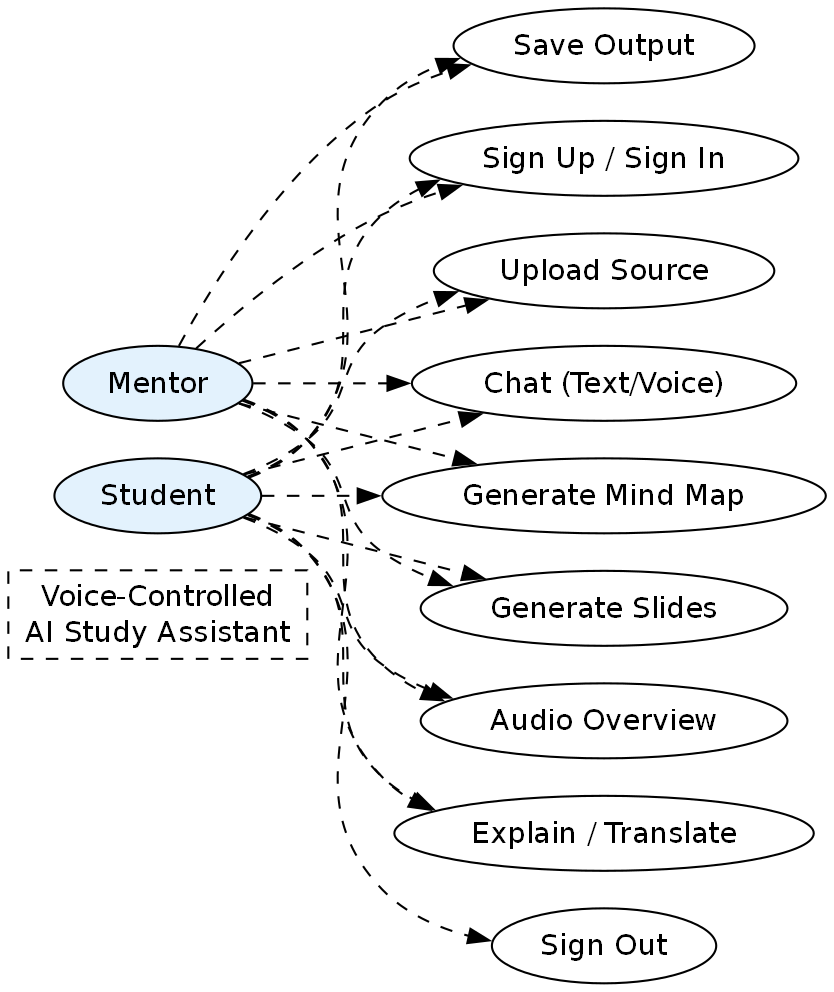 Save Output
Sign Up / Sign In
Upload Source
Mentor
Chat (Text/Voice)
Student
Generate Mind Map
Voice-Controlled
AI Study Assistant
Generate Slides
Audio Overview
Explain / Translate
Sign Out